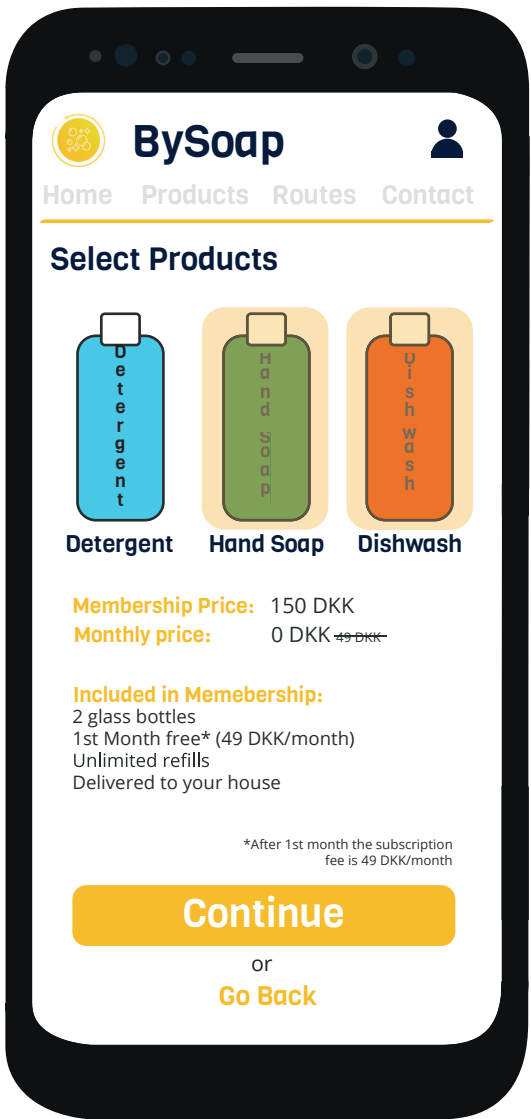 BySoap
Home Products Routes Contact
Select Products
Detergent
Hand Soap
Dish wash
Detergent Hand Soap Dishwash
Membership Price: 150 DKK
Monthly price: 0 DKK 49 DKK
Included in Memebership:
2 glass bottles
1st Month free* (49 DKK/month)
Unlimited refills
Delivered to your house
*After 1st month the subscription
fee is 49 DKK/month
Continue
or
Go Back